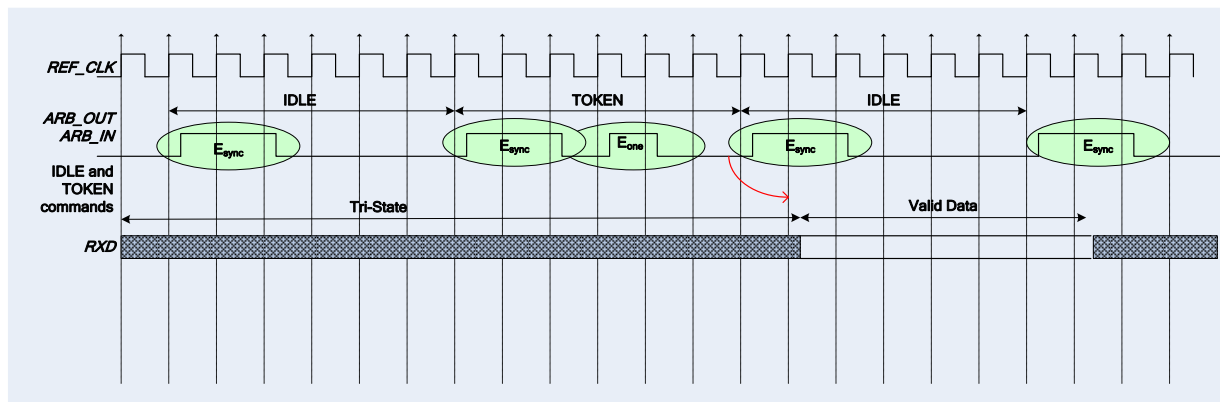 REF_CLK
IDLE TOKEN IDLE
ARB_OUT
ARB_IN
Esync Esync Eone Esync Esync
IDLE and
TOKEN
commands
Tri-State Valid Data
RXD